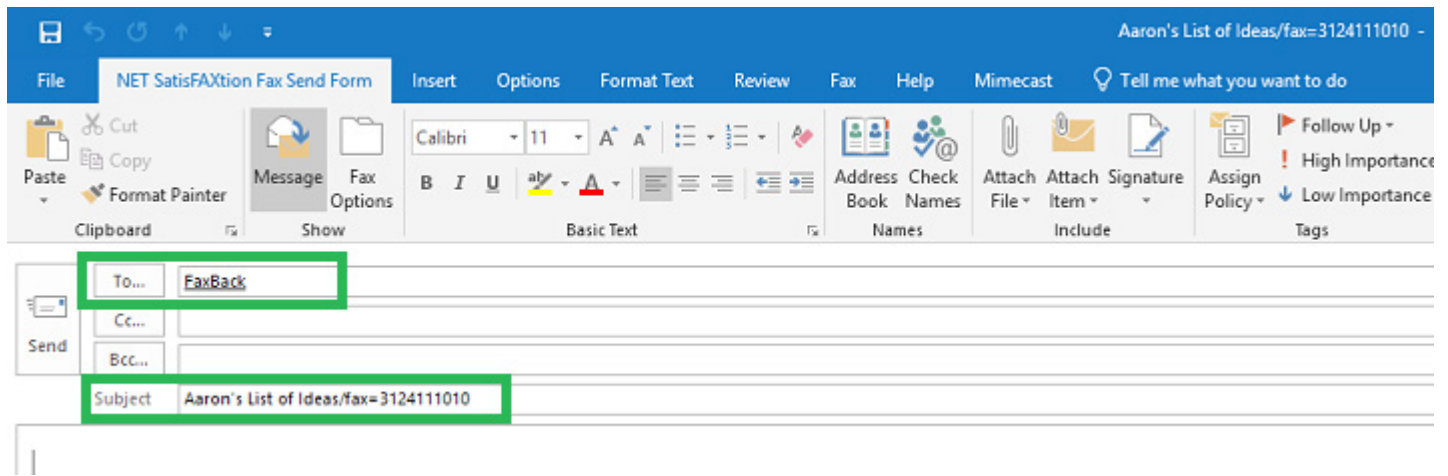 Aaron's List of Ideas/fax=3124111010 -
File NET SatisFAXtion Fax Send Form Insert Options Format Text Review Fax Help Mimecast Tell me what you want to do
Cut
Copy
Paste
Format Painter
Clipboard
Message
Fax Options
Show
Calibri 11
B I U
Basic Text
Address Book
Check Names
Names
Attach File
Attach Item
Signature
Include
Assign Policy
Follow Up
High Importance
Low Importance
Tags
Send
To... FaxBack
Cc...
Bcc...
Subject Aaron's List of Ideas/fax=3124111010